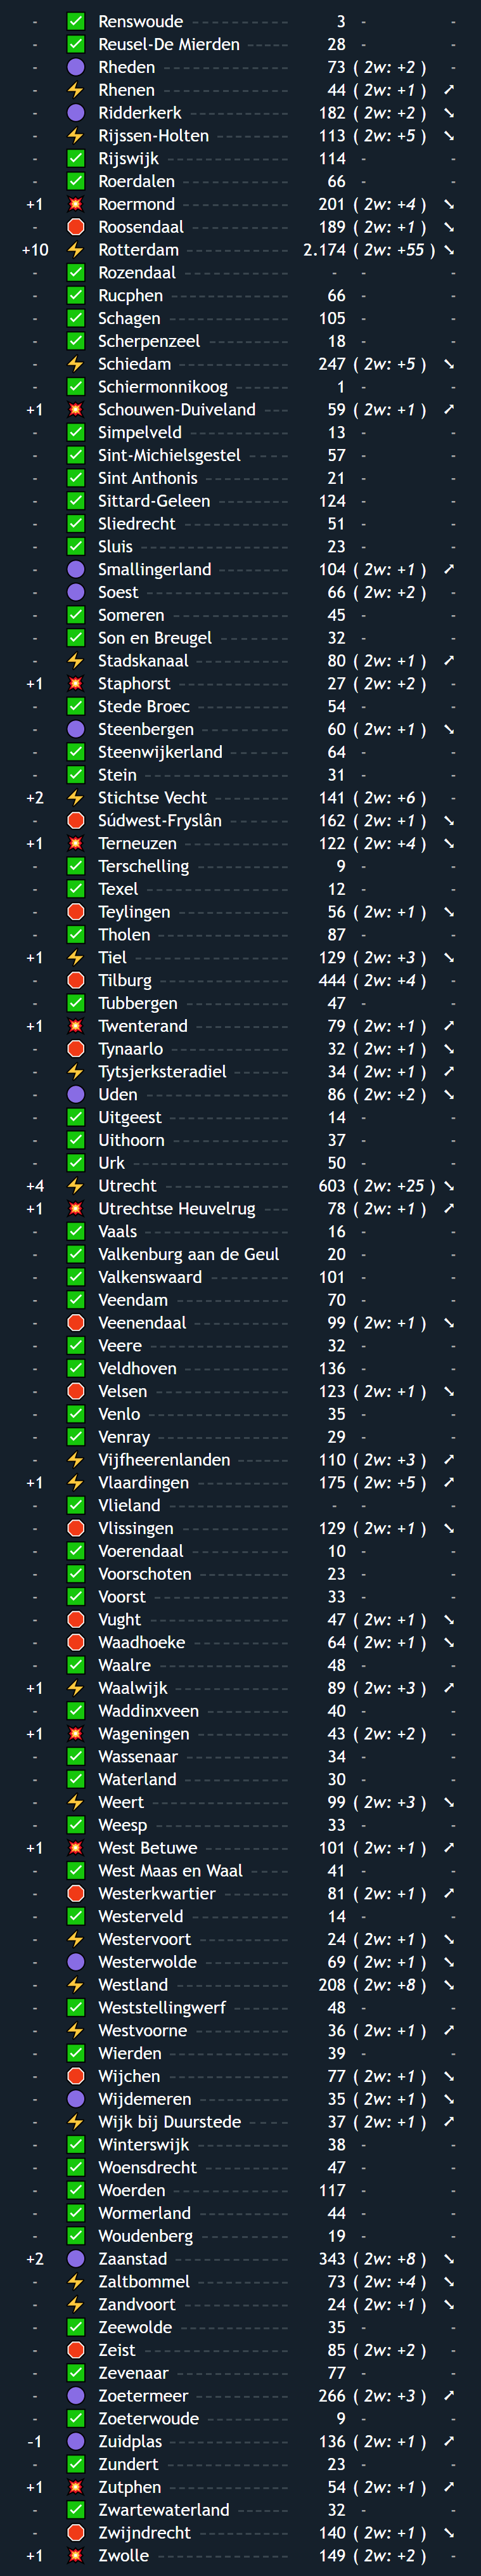 - Renswoude 3 - -
- Reusel-De Mierden 28 - -
- Rheden 73 ( 2w: +2 ) -
- Rhenen 44 ( 2w: +1 ) ↗
- Ridderkerk 182 ( 2w: +2 ) ↘
- Rijssen-Holten 113 ( 2w: +5 ) ↘
- Rijswijk 114 - -
- Roerdalen 66 - -
+1 Roermond 201 ( 2w: +4 ) ↘
- Roosendaal 189 ( 2w: +1 ) ↘
+10 Rotterdam 2.174 ( 2w: +55 ) ↘
- Rozendaal - - -
- Rucphen 66 - -
- Schagen 105 - -
- Scherpenzeel 18 - -
- Schiedam 247 ( 2w: +5 ) ↘
- Schiermonnikoog 1 - -
+1 Schouwen-Duiveland 59 ( 2w: +1 ) ↗
- Simpelveld 13 - -
- Sint-Michielsgestel 57 - -
- Sint Anthonis 21 - -
- Sittard-Geleen 124 - -
- Sliedrecht 51 - -
- Sluis 23 - -
- Smallingerland 104 ( 2w: +1 ) ↗
- Soest 66 ( 2w: +2 ) -
- Someren 45 - -
- Son en Breugel 32 - -
- Stadskanaal 80 ( 2w: +1 ) ↗
+1 Staphorst 27 ( 2w: +2 ) -
- Stede Broec 54 - -
- Steenbergen 60 ( 2w: +1 ) ↘
- Steenwijkerland 64 - -
- Stein 31 - -
+2 Stichtse Vecht 141 ( 2w: +6 ) -
- Súdwest-Fryslân 162 ( 2w: +1 ) ↘
+1 Terneuzen 122 ( 2w: +4 ) ↘
- Terschelling 9 - -
- Texel 12 - -
- Teylingen 56 ( 2w: +1 ) ↘
- Tholen 87 - -
+1 Tiel 129 ( 2w: +3 ) ↘
- Tilburg 444 ( 2w: +4 ) -
- Tubbergen 47 - -
+1 Twenterand 79 ( 2w: +1 ) ↗
- Tynaarlo 32 ( 2w: +1 ) ↘
- Tytsjerksteradiel 34 ( 2w: +1 ) ↗
- Uden 86 ( 2w: +2 ) ↘
- Uitgeest 14 - -
- Uithoorn 37 - -
- Urk 50 - -
+4 Utrecht 603 ( 2w: +25 ) ↘
+1 Utrechtse Heuvelrug 78 ( 2w: +1 ) ↗
- Vaals 16 - -
- Valkenburg aan de Geul 20 - -
- Valkenswaard 101 - -
- Veendam 70 - -
- Veenendaal 99 ( 2w: +1 ) ↘
- Veere 32 - -
- Veldhoven 136 - -
- Velsen 123 ( 2w: +1 ) ↘
- Venlo 35 - -
- Venray 29 - -
- Vijfheerenlanden 110 ( 2w: +3 ) ↗
+1 Vlaardingen 175 ( 2w: +5 ) ↗
- Vlieland - - -
- Vlissingen 129 ( 2w: +1 ) ↘
- Voerendaal 10 - -
- Voorschoten 23 - -
- Voorst 33 - -
- Vught 47 ( 2w: +1 ) ↘
- Waadhoeke 64 ( 2w: +1 ) ↘
- Waalre 48 - -
+1 Waalwijk 89 ( 2w: +3 ) ↗
- Waddinxveen 40 - -
+1 Wageningen 43 ( 2w: +2 ) -
- Wassenaar 34 - -
- Waterland 30 - -
- Weert 99 ( 2w: +3 ) ↘
- Weesp 33 - -
+1 West Betuwe 101 ( 2w: +1 ) ↗
- West Maas en Waal 41 - -
- Westerkwartier 81 ( 2w: +1 ) ↗
- Westerveld 14 - -
- Westervoort 24 ( 2w: +1 ) ↘
- Westerwolde 69 ( 2w: +1 ) ↘
- Westland 208 ( 2w: +8 ) ↘
- Weststellingwerf 48 - -
- Westvoorne 36 ( 2w: +1 ) ↗
- Wierden 39 - -
- Wijchen 77 ( 2w: +1 ) ↘
- Wijdemeren 35 ( 2w: +1 ) ↘
- Wijk bij Duurstede 37 ( 2w: +1 ) ↗
- Winterswijk 38 - -
- Woensdrecht 47 - -
- Woerden 117 - -
- Wormerland 44 - -
- Woudenberg 19 - -
+2 Zaanstad 343 ( 2w: +8 ) ↘
- Zaltbommel 73 ( 2w: +4 ) ↘
- Zandvoort 24 ( 2w: +1 ) ↘
- Zeewolde 35 - -
- Zeist 85 ( 2w: +2 ) -
- Zevenaar 77 - -
- Zoetermeer 266 ( 2w: +3 ) ↗
- Zoeterwoude 9 - -
-1 Zuidplas 136 ( 2w: +1 ) ↗
- Zundert 23 - -
+1 Zutphen 54 ( 2w: +1 ) ↗
- Zwartewaterland 32 - -
- Zwijndrecht 140 ( 2w: +1 ) ↘
+1 Zwolle 149 ( 2w: +2 ) -